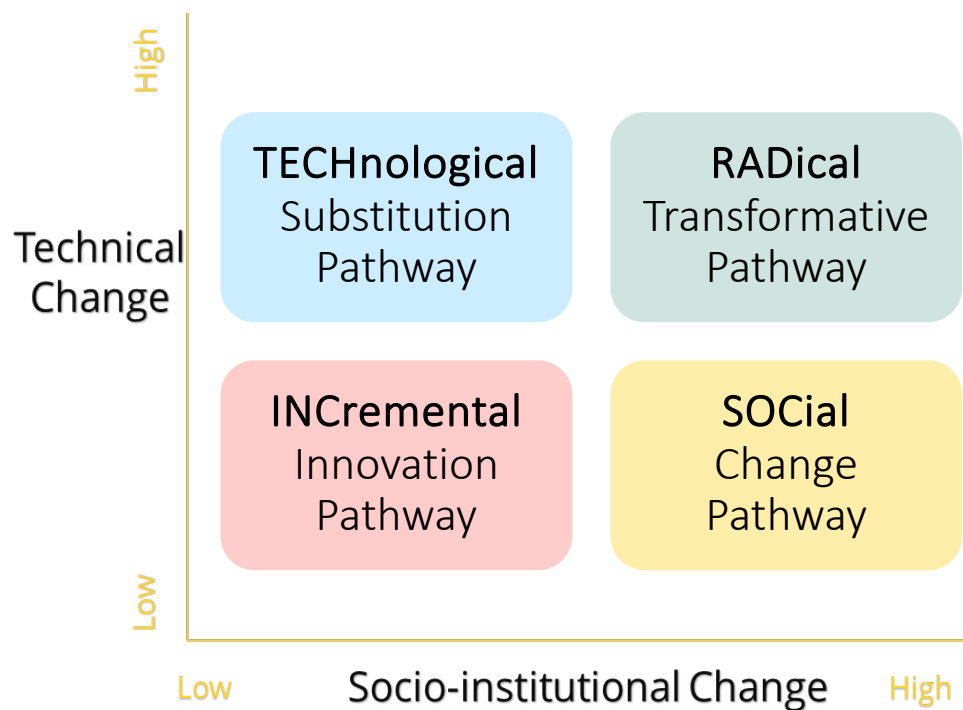 High
TECHnological
Substitution
Pathway
RADical
Transformative
Pathway
Technical
Change
INCremental
Innovation
Pathway
SOCial
Change
Pathway
Low
Low
Socio-institutional Change
High